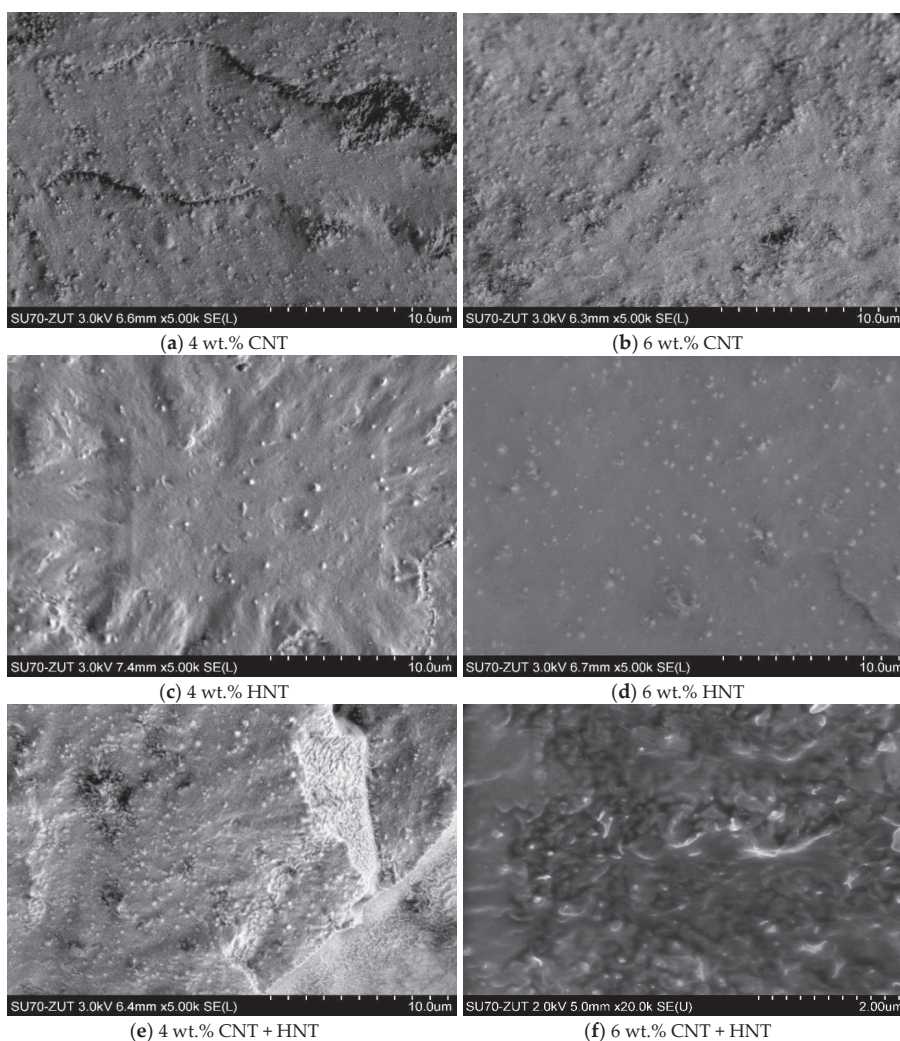 SU70-ZUT 3.0kV 6.6mm x5.00k SE(L) 10.0um
SU70-ZUT 3.0kV 6.3mm x5.00k SE(L) 10.0um
(a) 4 wt.% CNT
(b) 6 wt.% CNT
SU70-ZUT 3.0kV 7.4mm x5.00k SE(L) 10.0um
SU70-ZUT 3.0kV 6.7mm x5.00k SE(L) 10.0um
(c) 4 wt.% HNT
(d) 6 wt.% HNT
SU70-ZUT 3.0kV 6.4mm x5.00k SE(L) 10.0um
SU70-ZUT 2.0kV 5.0mm x20.0k SE(U) 2.00um
(e) 4 wt.% CNT + HNT
(f) 6 wt.% CNT + HNT